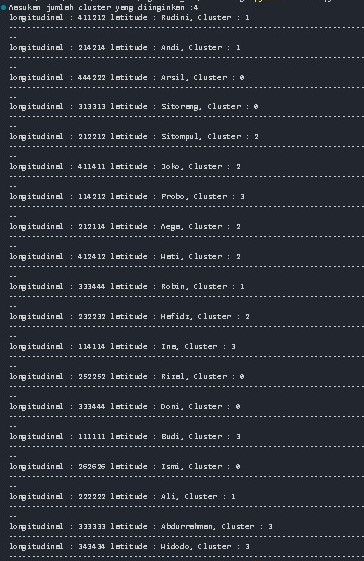 Masukan jumlah cluster yang diinginkan :4
longitudinal : 411212 latitude : Rudini, Cluster : 1
--------------------------------------------------
--
longitudinal : 214214 latitude : Andi, Cluster : 1
--------------------------------------------------
--
longitudinal : 444222 latitude : Arsil, Cluster : 0
--------------------------------------------------
--
longitudinal : 313313 latitude : Sitorang, Cluster : 0
--------------------------------------------------
--
longitudinal : 212212 latitude : Sitompul, Cluster : 2
--------------------------------------------------
--
longitudinal : 411411 latitude : Joko, Cluster : 2
--------------------------------------------------
--
longitudinal : 114212 latitude : Probo, Cluster : 3
--------------------------------------------------
--
longitudinal : 212114 latitude : Mega, Cluster : 2
--------------------------------------------------
--
longitudinal : 412412 latitude : Wati, Cluster : 2
--------------------------------------------------
--
longitudinal : 333444 latitude : Robin, Cluster : 1
--------------------------------------------------
--
longitudinal : 232232 latitude : Hafidz, Cluster : 2
--------------------------------------------------
--
longitudinal : 114114 latitude : Ina, Cluster : 3
--------------------------------------------------
--
longitudinal : 252252 latitude : Rizal, Cluster : 0
--------------------------------------------------
--
longitudinal : 333444 latitude : Doni, Cluster : 0
--------------------------------------------------
--
longitudinal : 111111 latitude : Budi, Cluster : 3
--------------------------------------------------
--
longitudinal : 262626 latitude : Ismi, Cluster : 0
--------------------------------------------------
--
longitudinal : 222222 latitude : Ali, Cluster : 1
--------------------------------------------------
--
longitudinal : 333333 latitude : Abdurrahman, Cluster : 3
--------------------------------------------------
longitudinal : 343434 latitude : Widodo, Cluster : 3
--------------------------------------------------